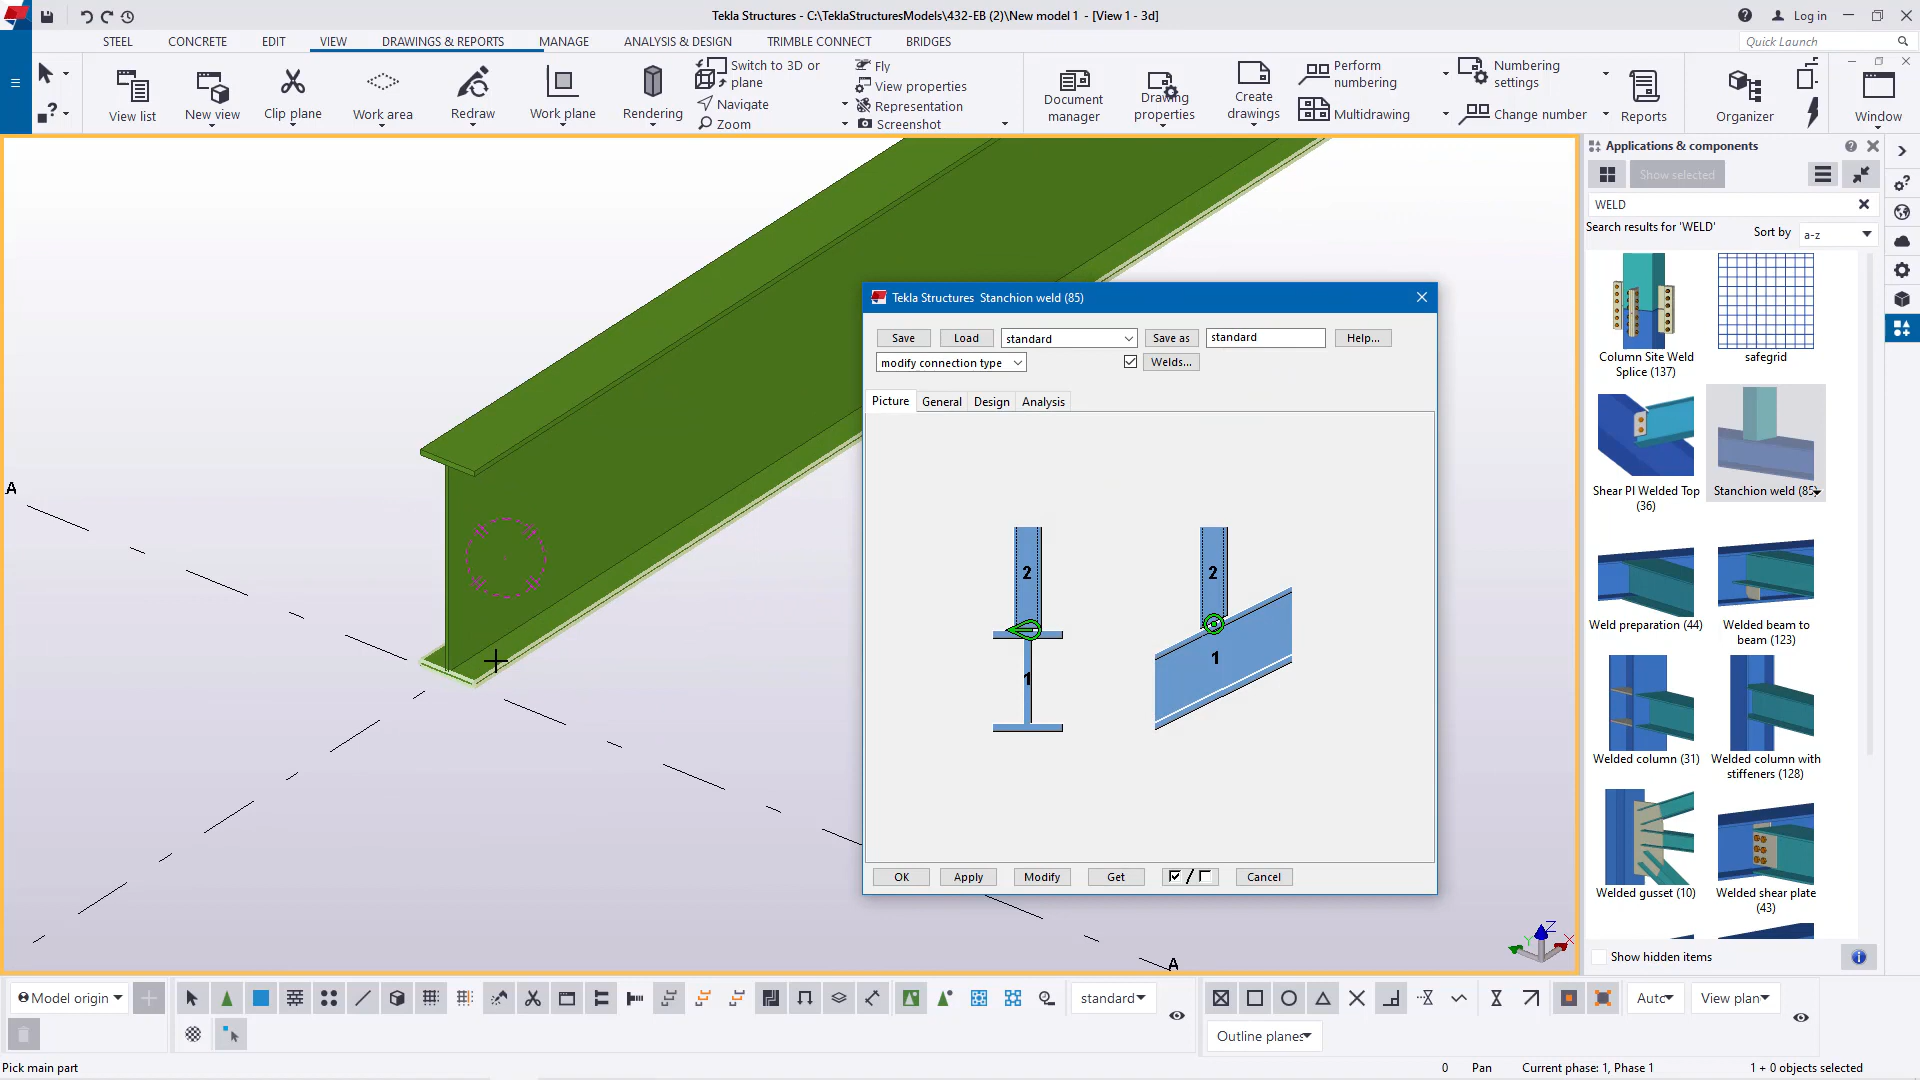 Tekla Structures - C:\TeklaStructuresModels\432-EB (2)\New model 1 - [View 1 - 3d]
Log in
STEEL CONCRETE EDIT VIEW DRAWINGS & REPORTS MANAGE ANALYSIS & DESIGN TRIMBLE CONNECT BRIDGES
Quick Launch
View list
New view
Clip plane
Work area
Redraw
Work plane
Rendering
Switch to 3D or
plane
Navigate
Zoom
Fly
View properties
Representation
Screenshot
Document
manager
Drawing
properties
Create
drawings
Perform
numbering
Multidrawing
Numbering
settings
Change number
Reports
Organizer
Window
A
A
Tekla Structures Stanchion weld (85)
Save
Load
standard
Save as
standard
Help...
modify connection type
Welds...
Picture
General
Design
Analysis
2
1
2
1
OK
Apply
Modify
Get
/
Cancel
Applications & components
Show selected
WELD
Search results for 'WELD'
Sort by
a-z
Column Site Weld
Splice (137)
safegrid
Shear Pl Welded Top
(36)
Stanchion weld (85)
Weld preparation (44)
Welded beam to
beam (123)
Welded column (31)
Welded column with
stiffeners (128)
Welded gusset (10)
Welded shear plate
(43)
Show hidden items
Z
Y
X
Model origin
standard
Auto
View plan
Outline planes
Pick main part
0
Pan
Current phase: 1, Phase 1
1 + 0 objects selected